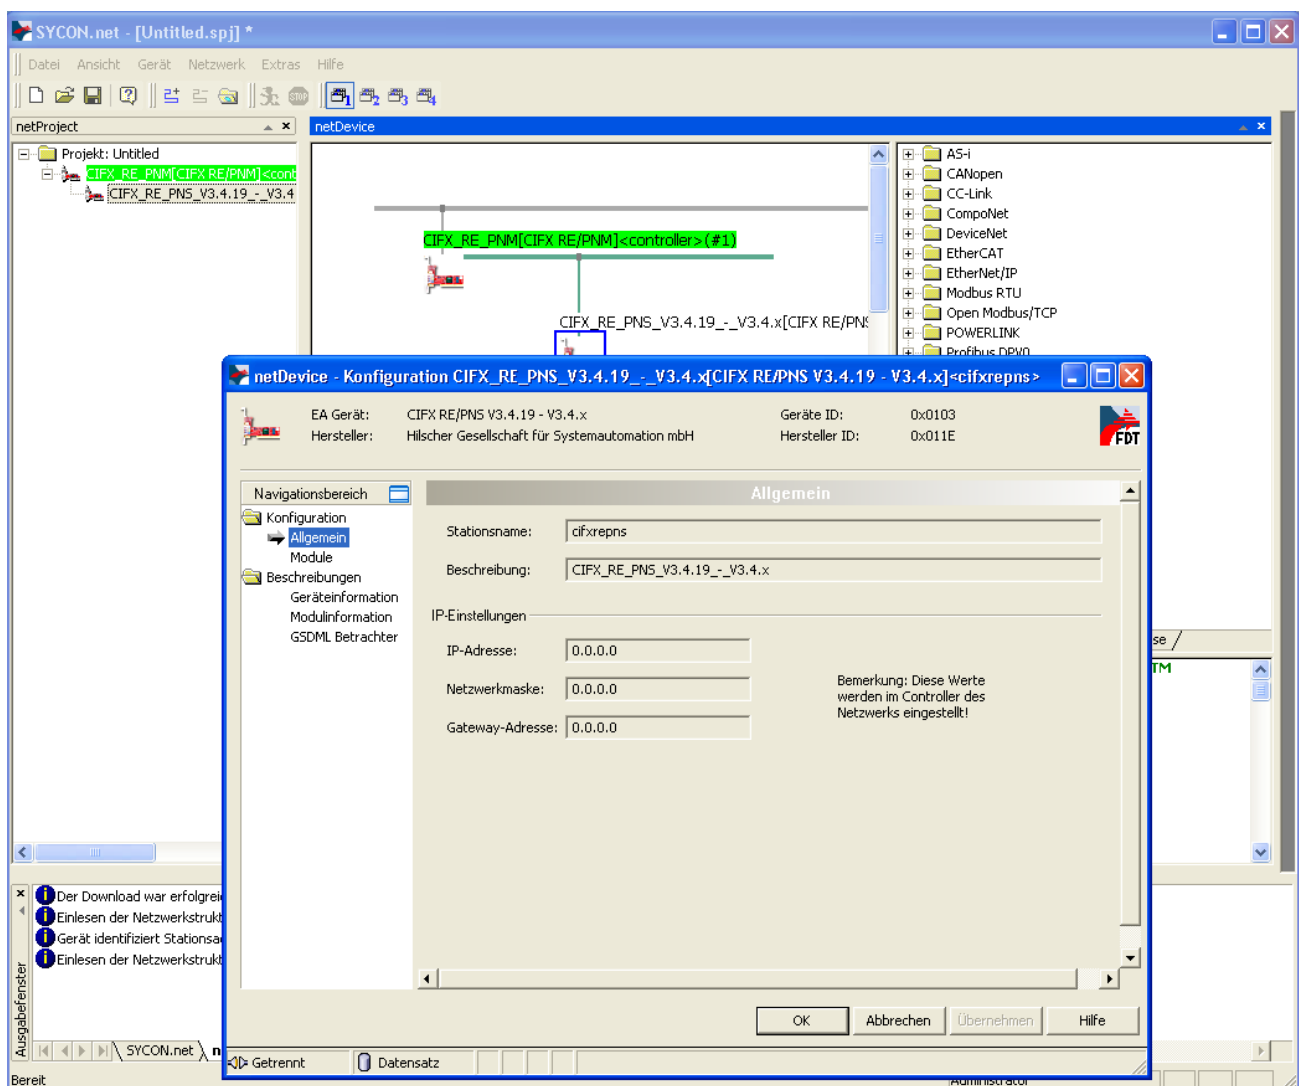 SYCON.net - [Untitled.spj] *
Datei Ansicht Gerät Netzwerk Extras Hilfe
netProject
netDevice
Projekt: Untitled
CIFX_RE_PNM[CIFX RE/PNM]<cont
CIFX_RE_PNS_V3.4.19_-_V3.4
CIFX_RE_PNM[CIFX RE/PNM]<controller>(#1)
CIFX_RE_PNS_V3.4.19_-_V3.4.x[CIFX RE/PNS
AS-i
CANopen
CC-Link
CompoNet
DeviceNet
EtherCAT
EtherNet/IP
Modbus RTU
Open Modbus/TCP
POWERLINK
Profibus DPV0
netDevice - Konfiguration CIFX_RE_PNS_V3.4.19_-_V3.4.x[CIFX RE/PNS V3.4.19 - V3.4.x]<cifxrepns>
EA Gerät: CIFX RE/PNS V3.4.19 - V3.4.x Geräte ID: 0x0103
Hersteller: Hilscher Gesellschaft für Systemautomation mbH Hersteller ID: 0x011E
FDT
Navigationsbereich
Konfiguration
Allgemein
Module
Beschreibungen
Geräteinformation
Modulinformation
GSDML Betrachter
Allgemein
Stationsname: cifxrepns
Beschreibung: CIFX_RE_PNS_V3.4.19_-_V3.4.x
IP-Einstellungen
IP-Adresse: 0.0.0.0
Netzwerkmaske: 0.0.0.0
Gateway-Adresse: 0.0.0.0
Bemerkung: Diese Werte
werden im Controller des
Netzwerks eingestellt!
OK Abbrechen Übernehmen Hilfe
Getrennt Datensatz
se
TM
Ausgabefenster
Der Download war erfolgrei
Einlesen der Netzwerkstrukt
Gerät identifiziert Stationsa
Einlesen der Netzwerkstrukt
SYCON.net n
Bereit
Administrator